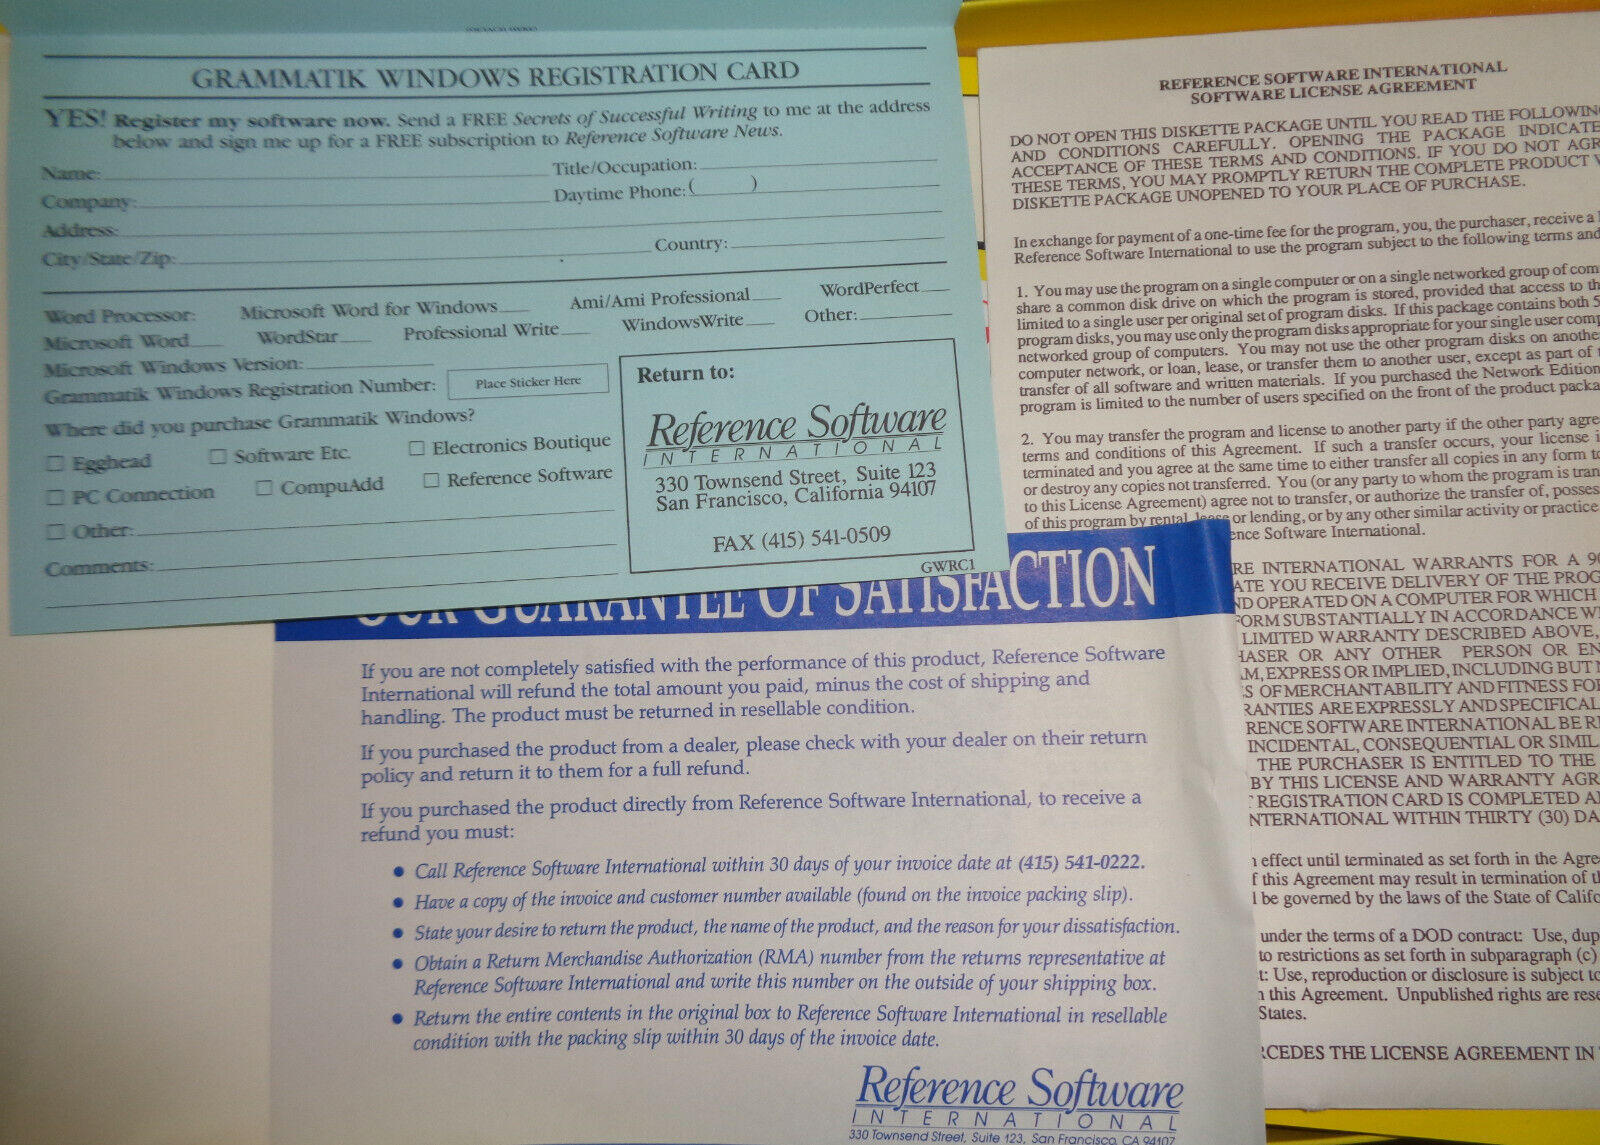 GRAMMATIK WINDOWS REGISTRATION CARD
YES! Register my software now. Send a FREE Secrets of Successful Writing to me at the address
below and sign me up for a FREE subscription to Reference Software News.
Name: Title/Occupation:
Company: Daytime Phone: ( )
Address:
City/State/Zip: Country:
Word Processor: Microsoft Word for Windows Ami/Ami Professional WordPerfect
Microsoft Word WordStar Professional Write WindowsWrite Other:
Microsoft Windows Version:
Grammatik Windows Registration Number: Place Sticker Here
Where did you purchase Grammatik Windows?
Egghead Software Etc. Electronics Boutique
PC Connection CompuAdd Reference Software
Other:
Comments:
Return to:
Reference Software
INTERNATIONAL
330 Townsend Street, Suite 123
San Francisco, California 94107
FAX (415) 541-0509
GWRC1
OUR GUARANTEE OF SATISFACTION
If you are not completely satisfied with the performance of this product, Reference Software
International will refund the total amount you paid, minus the cost of shipping and
handling. The product must be returned in resellable condition.
If you purchased the product from a dealer, please check with your dealer on their return
policy and return it to them for a full refund.
If you purchased the product directly from Reference Software International, to receive a
refund you must:
• Call Reference Software International within 30 days of your invoice date at (415) 541-0222.
• Have a copy of the invoice and customer number available (found on the invoice packing slip).
• State your desire to return the product, the name of the product, and the reason for your dissatisfaction.
• Obtain a Return Merchandise Authorization (RMA) number from the returns representative at
Reference Software International and write this number on the outside of your shipping box.
• Return the entire contents in the original box to Reference Software International in resellable
condition with the packing slip within 30 days of the invoice date.
Reference Software
INTERNATIONAL
330 Townsend Street, Suite 123, San Francisco, CA 94107
REFERENCE SOFTWARE INTERNATIONAL
SOFTWARE LICENSE AGREEMENT
DO NOT OPEN THIS DISKETTE PACKAGE UNTIL YOU READ THE FOLLOWING
AND CONDITIONS CAREFULLY. OPENING THE PACKAGE INDICATE
ACCEPTANCE OF THESE TERMS AND CONDITIONS. IF YOU DO NOT AGR
THESE TERMS, YOU MAY PROMPTLY RETURN THE COMPLETE PRODUCT
DISKETTE PACKAGE UNOPENED TO YOUR PLACE OF PURCHASE.
In exchange for payment of a one-time fee for the program, you, the purchaser, receive a
Reference Software International to use the program subject to the following terms and
1. You may use the program on a single computer or on a single networked group of com
share a common disk drive on which the program is stored, provided that access to th
limited to a single user per original set of program disks. If this package contains both 5
program disks, you may use only the program disks appropriate for your single user comp
networked group of computers. You may not use the other program disks on anothe
computer network, or loan, lease, or transfer them to another user, except as part of
transfer of all software and written materials. If you purchased the Network Edition
program is limited to the number of users specified on the front of the product packa
2. You may transfer the program and license to another party if the other party agre
terms and conditions of this Agreement. If such a transfer occurs, your license i
terminated and you agree at the same time to either transfer all copies in any form to
or destroy any copies not transferred. You (or any party to whom the program is tran
to this License Agreement) agree not to transfer, or authorize the transfer of, posses
of this program by rental, lease or lending, or by any other similar activity or practice
ence Software International.
RE INTERNATIONAL WARRANTS FOR A 90
ATE YOU RECEIVE DELIVERY OF THE PROG
ND OPERATED ON A COMPUTER FOR WHICH
FORM SUBSTANTIALLY IN ACCORDANCE WI
LIMITED WARRANTY DESCRIBED ABOVE,
HASER OR ANY OTHER PERSON OR EN
M, EXPRESS OR IMPLIED, INCLUDING BUT N
S OF MERCHANTABILITY AND FITNESS FO
RANTIES ARE EXPRESSLY AND SPECIFICAL
RENCE SOFTWARE INTERNATIONAL BE R
INCIDENTAL, CONSEQUENTIAL OR SIMIL
THE PURCHASER IS ENTITLED TO THE
BY THIS LICENSE AND WARRANTY AGR
REGISTRATION CARD IS COMPLETED A
NTERNATIONAL WITHIN THIRTY (30) DA
effect until terminated as set forth in the Agre
f this Agreement may result in termination of th
l be governed by the laws of the State of Califo
under the terms of a DOD contract: Use, dup
to restrictions as set forth in subparagraph (c)
t: Use, reproduction or disclosure is subject to
this Agreement. Unpublished rights are rese
States.
RCEDES THE LICENSE AGREEMENT IN